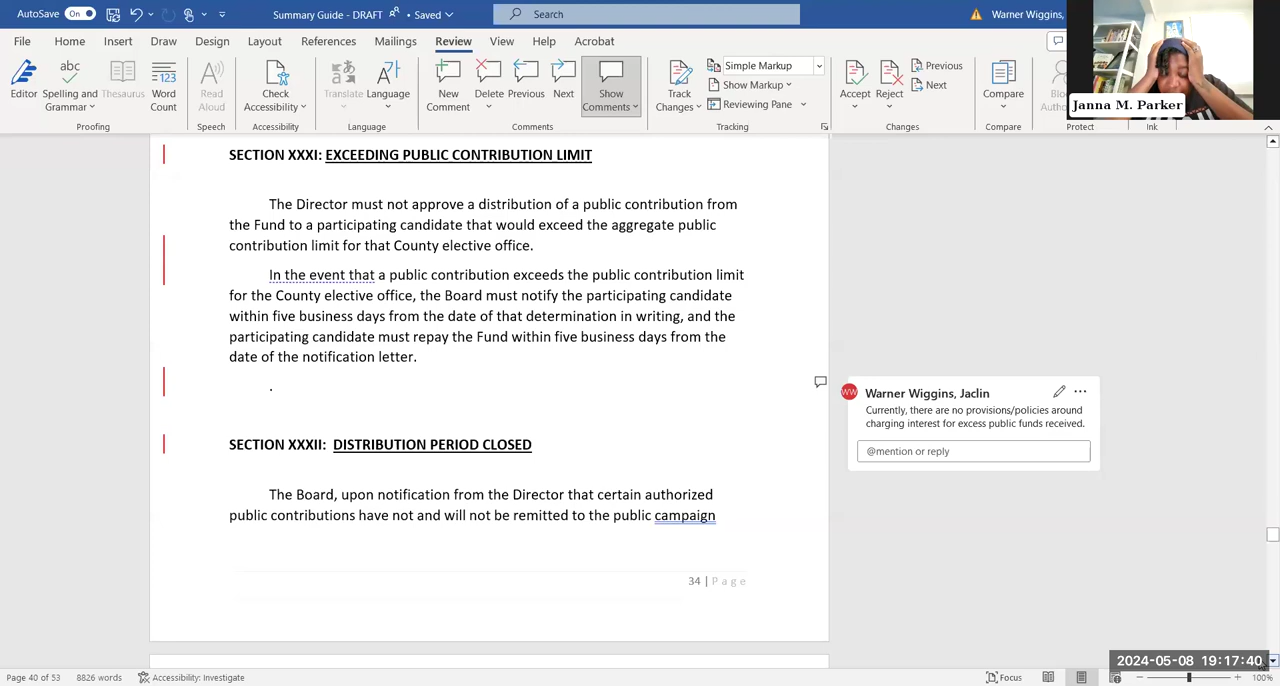 AutoSave On Summary Guide - DRAFT • Saved Search Warner Wiggins,
File Home Insert Draw Design Layout References Mailings Review View Help Acrobat
Editor
Spelling and Grammar
Thesaurus
Word Count
Read Aloud
Check Accessibility
Translate
Language
New Comment
Delete
Previous
Next
Show Comments
Track Changes
Simple Markup
Show Markup
Reviewing Pane
Accept
Reject
Previous
Next
Compare
Proofing Speech Accessibility Language Comments Tracking Changes Compare Protect Ink
Janna M. Parker
SECTION XXXI: EXCEEDING PUBLIC CONTRIBUTION LIMIT
The Director must not approve a distribution of a public contribution from
the Fund to a participating candidate that would exceed the aggregate public
contribution limit for that County elective office.
In the event that a public contribution exceeds the public contribution limit
for the County elective office, the Board must notify the participating candidate
within five business days from the date of that determination in writing, and the
participating candidate must repay the Fund within five business days from the
date of the notification letter.
.
WW Warner Wiggins, Jaclin
Currently, there are no provisions/policies around
charging interest for excess public funds received.
@mention or reply
SECTION XXXII: DISTRIBUTION PERIOD CLOSED
The Board, upon notification from the Director that certain authorized
public contributions have not and will not be remitted to the public campaign
34 | Page
2024-05-08 19:17:40
Page 40 of 53 8826 words Accessibility: Investigate Focus 100%